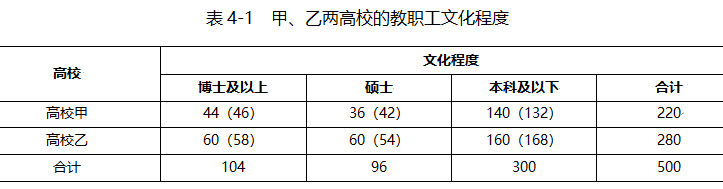 表 4-1 甲、乙两高校的教职工文化程度
高校 文化程度
博士及以上 硕士 本科及以下 合计
高校甲 44（46） 36（42） 140（132） 220
高校乙 60（58） 60（54） 160（168） 280
合计 104 96 300 500